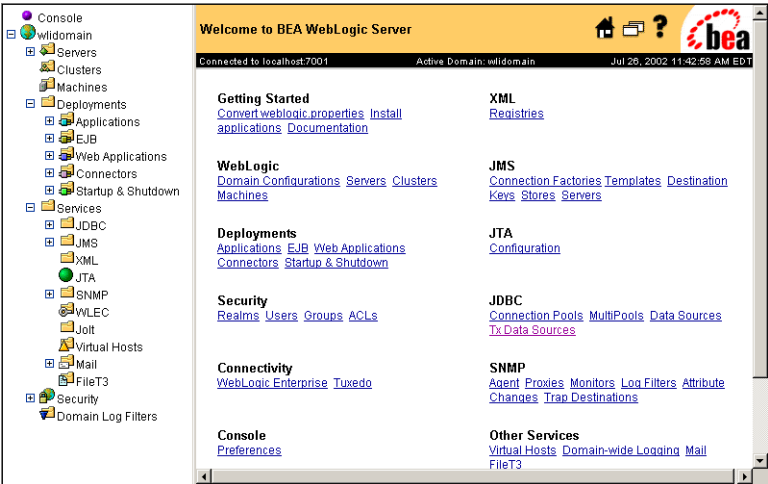 Console
wlidomain
Servers
Clusters
Machines
Deployments
Applications
EJB
Web Applications
Connectors
Startup & Shutdown
Services
JDBC
JMS
XML
JTA
SNMP
WLEC
Jolt
Virtual Hosts
Mail
FileT3
Security
Domain Log Filters
Welcome to BEA WebLogic Server
?
bea
Connected to localhost:7001 Active Domain: wlidomain Jul 26, 2002 11:42:58 AM EDT
Getting Started
Convert weblogic.properties Install
applications Documentation
XML
Registries
WebLogic
Domain Configurations Servers Clusters
Machines
JMS
Connection Factories Templates Destination
Keys Stores Servers
Deployments
Applications EJB Web Applications
Connectors Startup & Shutdown
JTA
Configuration
Security
Realms Users Groups ACLs
JDBC
Connection Pools MultiPools Data Sources
Tx Data Sources
Connectivity
WebLogic Enterprise Tuxedo
SNMP
Agent Proxies Monitors Log Filters Attribute
Changes Trap Destinations
Console
Preferences
Other Services
Virtual Hosts Domain-wide Logging Mail
FileT3